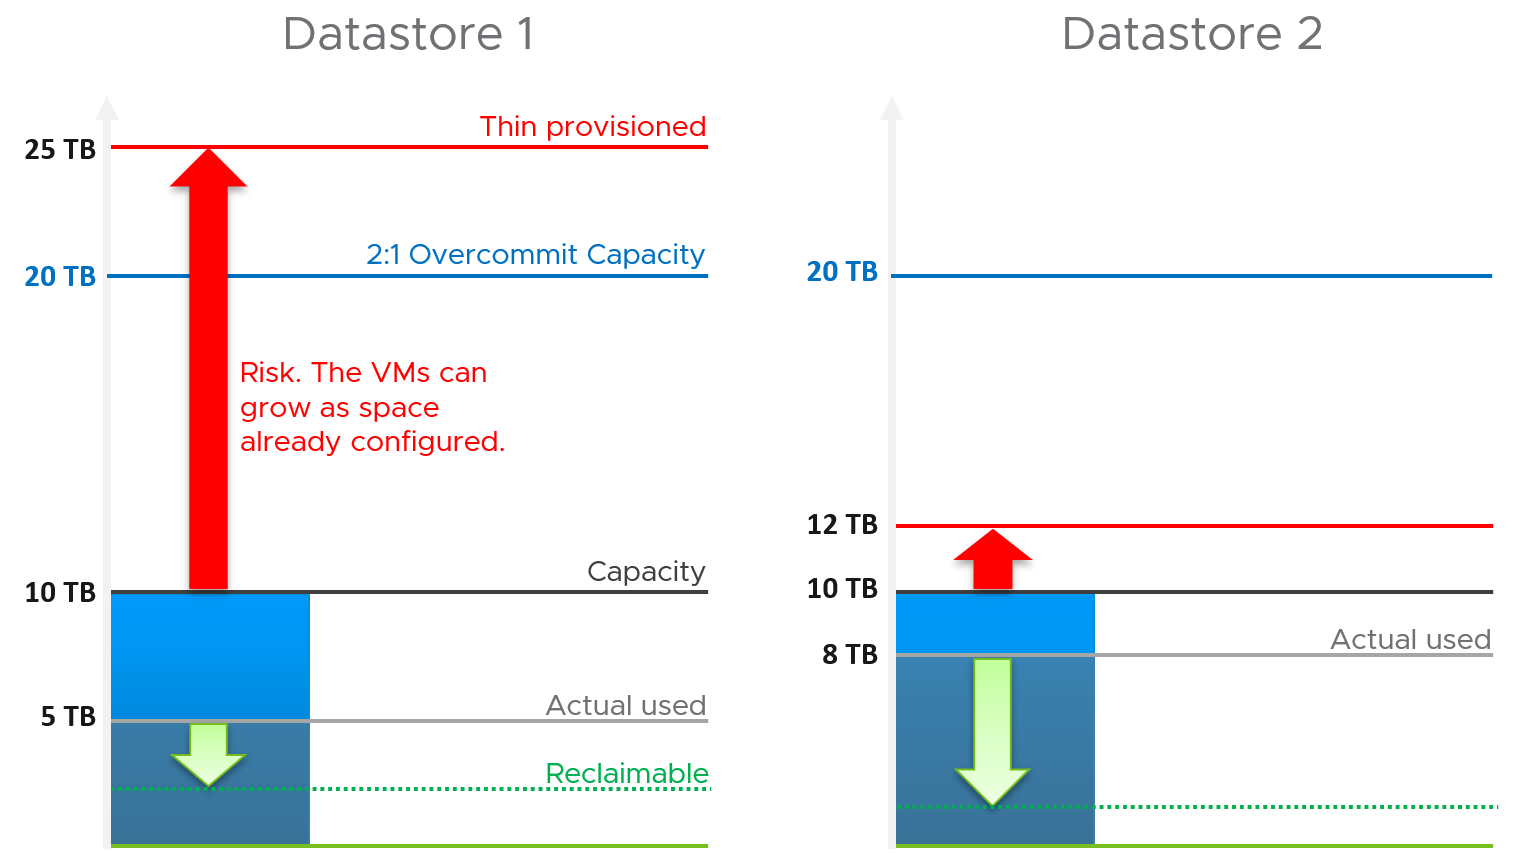 Datastore 1
Thin provisioned
25 TB
2:1 Overcommit Capacity
20 TB
Risk. The VMs can
grow as space
already configured.
Capacity
10 TB
Actual used
5 TB
Reclaimable
Datastore 2
20 TB
12 TB
10 TB
Actual used
8 TB